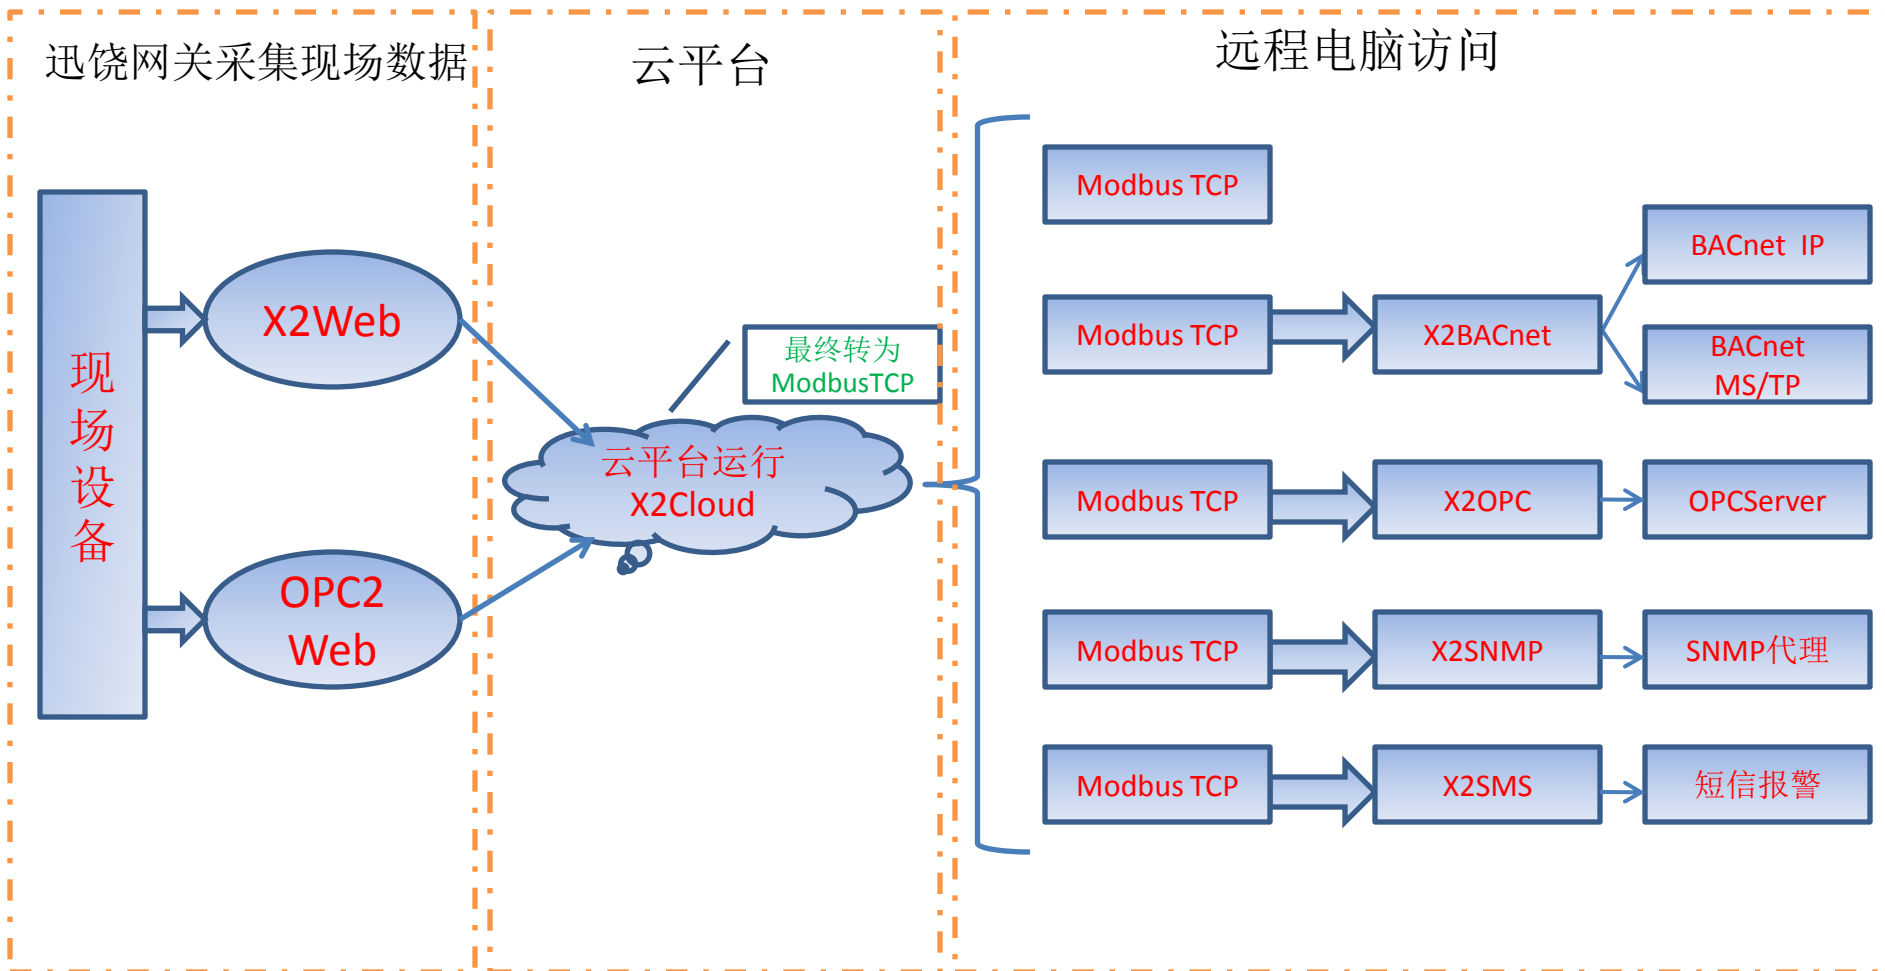 迅饶网关采集现场数据
云平台
远程电脑访问
现
场
设
备
X2Web
OPC2
Web
最终转为
ModbusTCP
云平台运行
X2Cloud
Modbus TCP
Modbus TCP
X2BACnet
BACnet IP
BACnet
MS/TP
Modbus TCP
X2OPC
OPCServer
Modbus TCP
X2SNMP
SNMP代理
Modbus TCP
X2SMS
短信报警